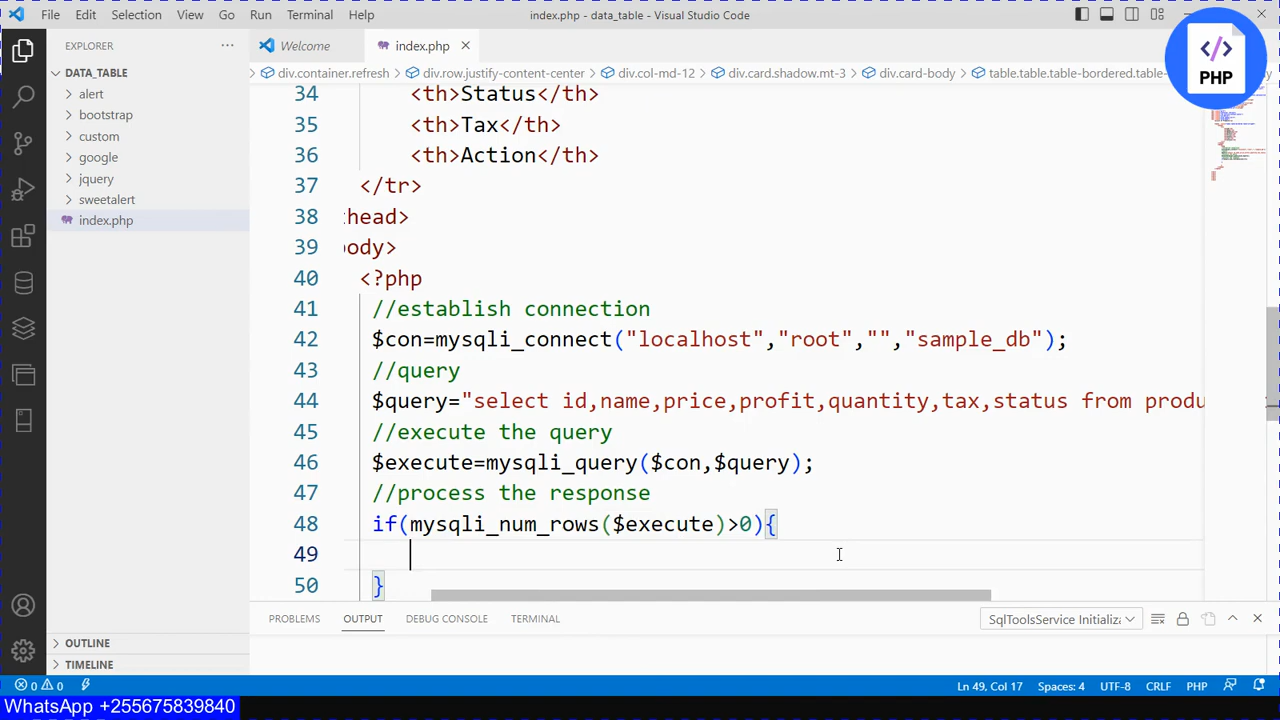 File Edit Selection View Go Run Terminal Help index.php - data_table - Visual Studio Code
EXPLORER
Welcome
index.php
PHP
div.container.refresh > div.row.justify-content-center > div.col-md-12 > div.card.shadow.mt-3 > div.card-body > table.table.table-bordered.table-
DATA_TABLE
alert
bootstrap
custom
google
jquery
sweetalert
index.php
OUTLINE
TIMELINE
34 <th>Status</th>
35 <th>Tax</th>
36 <th>Action</th>
37 </tr>
38 head>
39 ody>
40 <?php
41 //establish connection
42 $con=mysqli_connect("localhost","root","","sample_db");
43 //query
44 $query="select id,name,price,profit,quantity,tax,status from produ
45 //execute the query
46 $execute=mysqli_query($con,$query);
47 //process the response
48 if(mysqli_num_rows($execute)>0){
49
50 }
PROBLEMS OUTPUT DEBUG CONSOLE TERMINAL SqlToolsService Initializa
0 0 Ln 49, Col 17 Spaces: 4 UTF-8 CRLF PHP
WhatsApp +255675839840